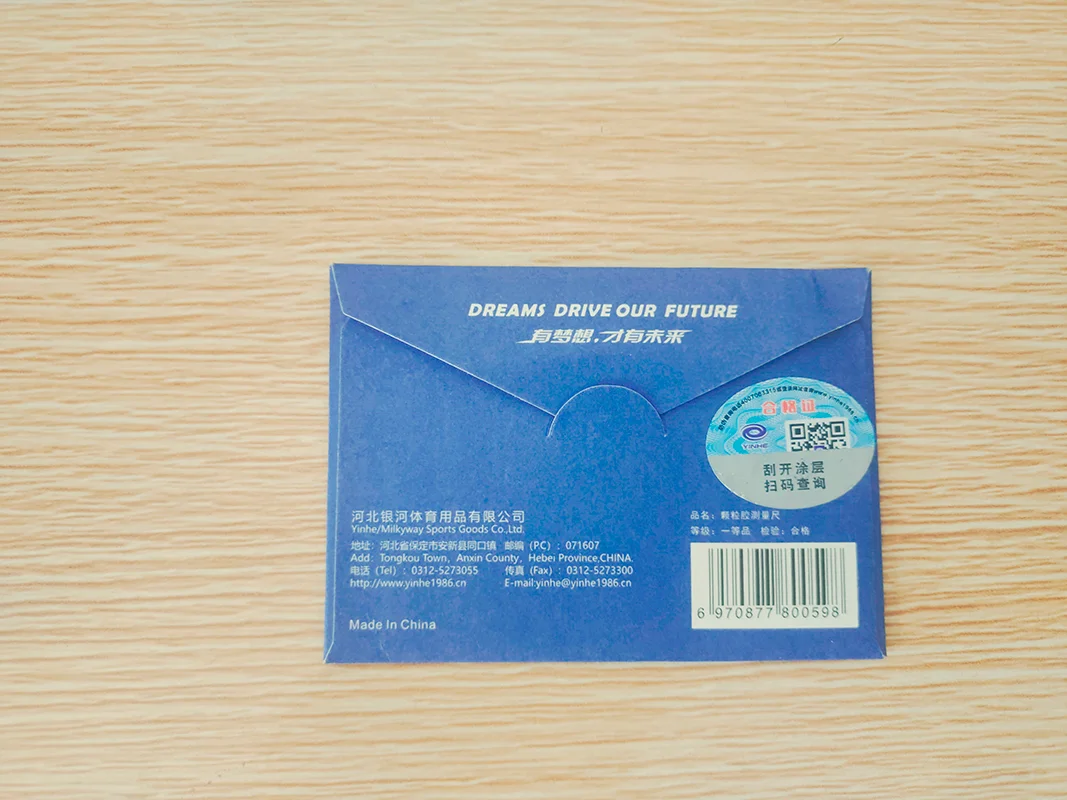 DREAMS DRIVE OUR FUTURE
有梦想，才有未来
合格证
YINHE
刮开涂层
扫码查询
河北银河体育用品有限公司
Yinhe/Milkyway Sports Goods Co.,Ltd.
地址：河北省保定市安新县同口镇 邮编（PC）：071607
Add：Tongkou Town，Anxin County，Hebei Province,CHINA.
电话（Tel）：0312-5273055 传真（Fax）：0312-5273300
http://www.yinhe1986.cn E-mail:yinhe@yinhe1986.cn
Made In China
品名：颗粒胶测量尺
等级：一等品 检验：合格
6 970877 800598